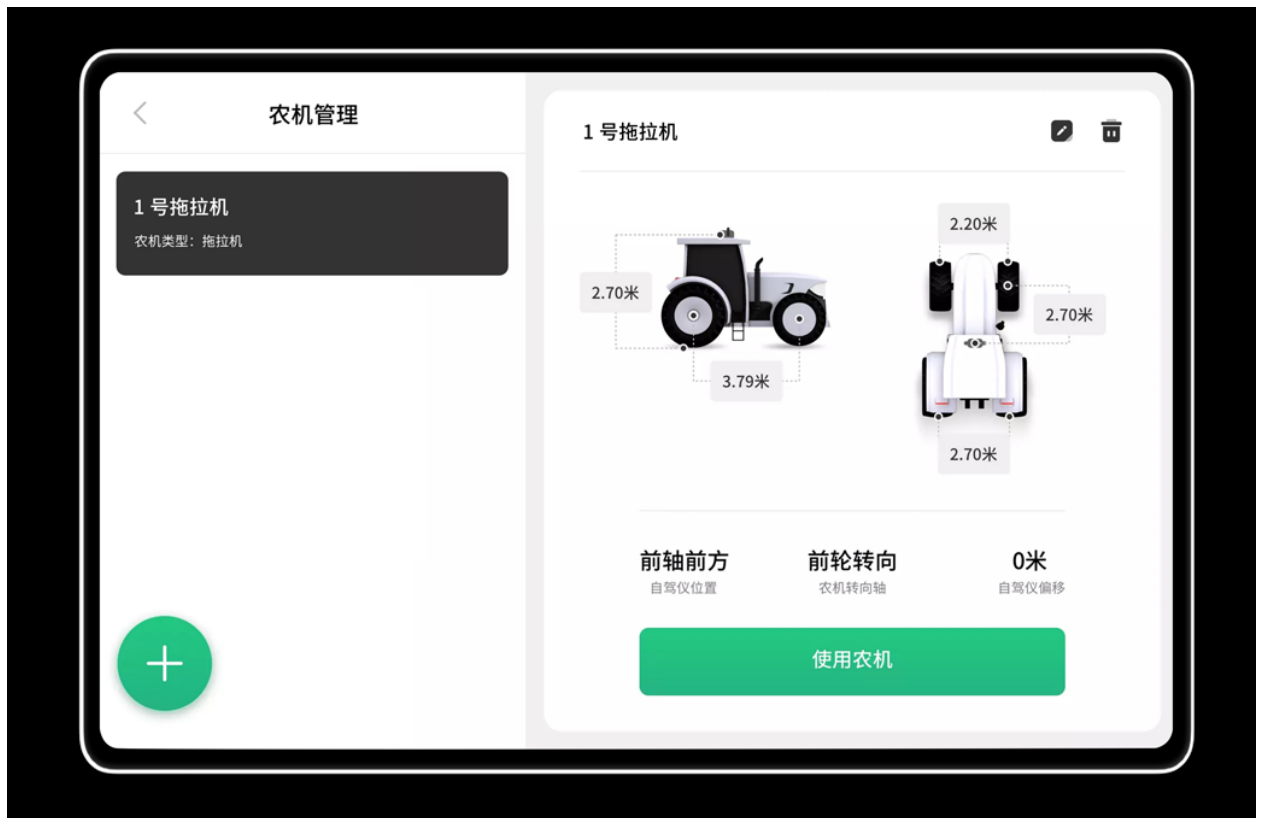 农机管理
1 号拖拉机
农机类型：拖拉机
1 号拖拉机
2.20米
2.70米
2.70米
3.79米
2.70米
前轴前方
自驾仪位置
前轮转向
农机转向轴
0米
自驾仪偏移
使用农机